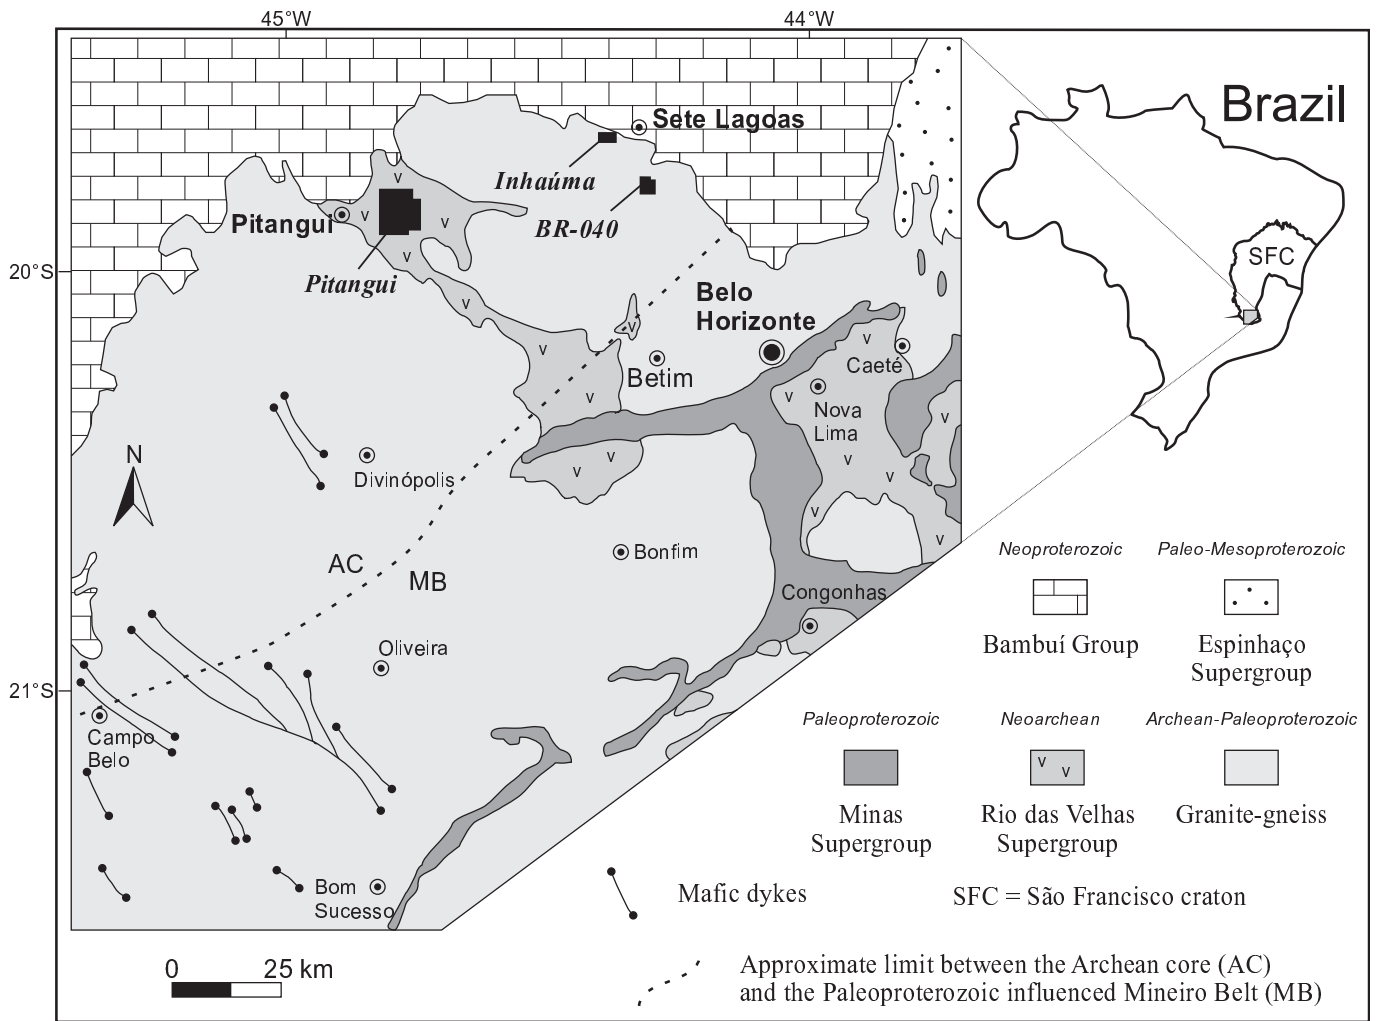 45°W
44°W
Brazil
Sete Lagoas
Inhaúma
v
BR-040
Pitangui
v
v
SFC
v
20°S
Pitangui
Belo
Horizonte
v
v
v
Caeté
v
Betim
v
v
Nova
Lima
v
N
v
v
v
v
Divinópolis
v
v
AC
MB
Bonfim
Congonhas
Oliveira
21°S
Campo
Belo
Bom
Sucesso
Neoproterozoic
Paleo-Mesoproterozoic
Bambuí Group
Espinhaço
Supergroup
Paleoproterozoic
Neoarchean
Archean-Paleoproterozoic
v
v
Minas
Supergroup
Rio das Velhas
Supergroup
Granite-gneiss
Mafic dykes
SFC = São Francisco craton
0
25 km
Approximate limit between the Archean core (AC)
and the Paleoproterozoic influenced Mineiro Belt (MB)